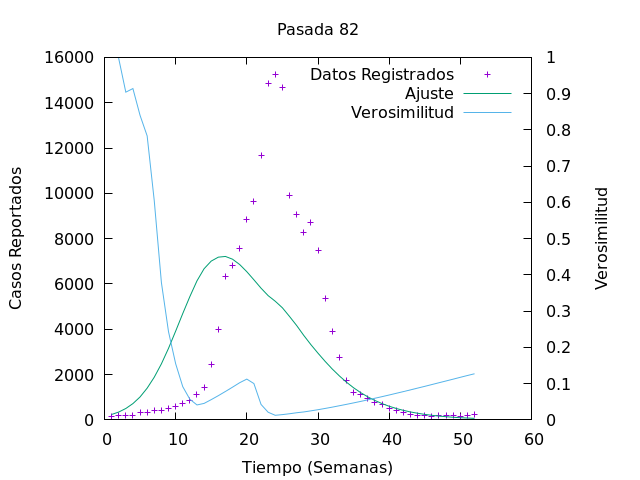 Pasada 82
Datos Registrados
Ajuste
Verosimilitud
Casos Reportados
16000
14000
12000
10000
8000
6000
4000
2000
0
1
0.9
0.8
0.7
0.6
0.5
0.4
0.3
0.2
0.1
0
Verosimilitud
0 10 20 30 40 50 60
Tiempo (Semanas)